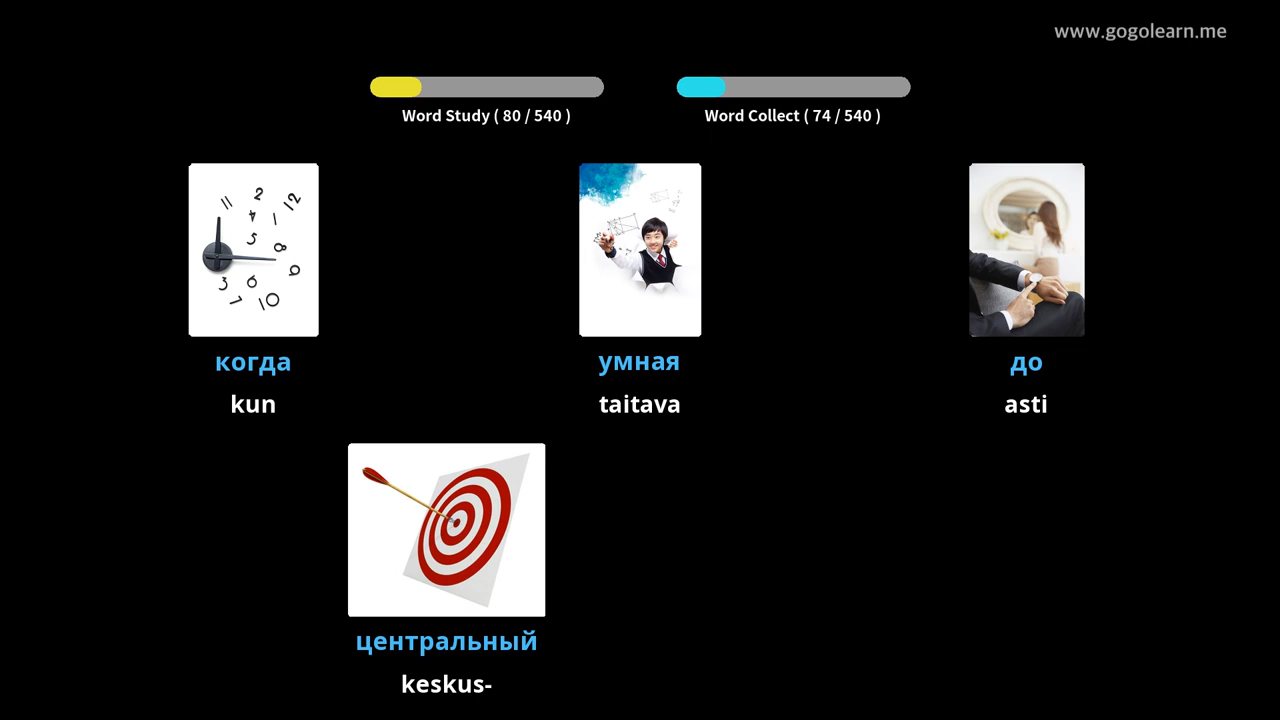 www.gogolearn.me
Word Study ( 80 / 540 )
Word Collect ( 74 / 540 )
когда
kun
умная
taitava
до
asti
центральный
keskus-